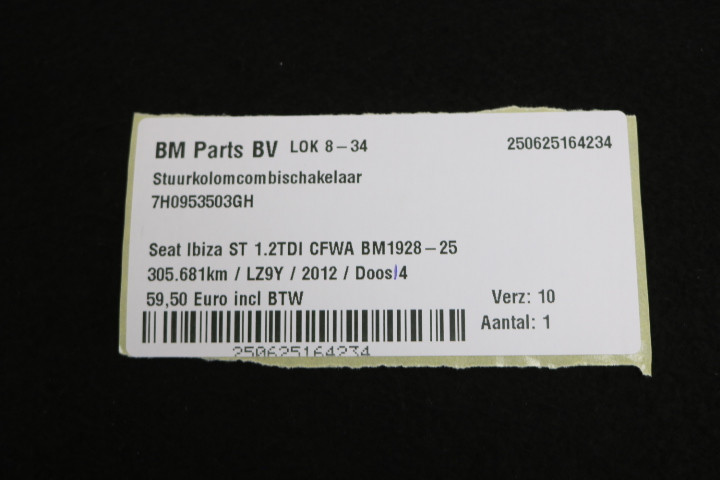 BM Parts BV LOK 8-34 250625164234
Stuurkolomcombischakelaar
7H0953503GH
Seat Ibiza ST 1.2TDI CFWA BM1928-25
305.681km / LZ9Y / 2012 / Doos 4
59,50 Euro incl BTW Verz: 10
Aantal: 1
250625164234